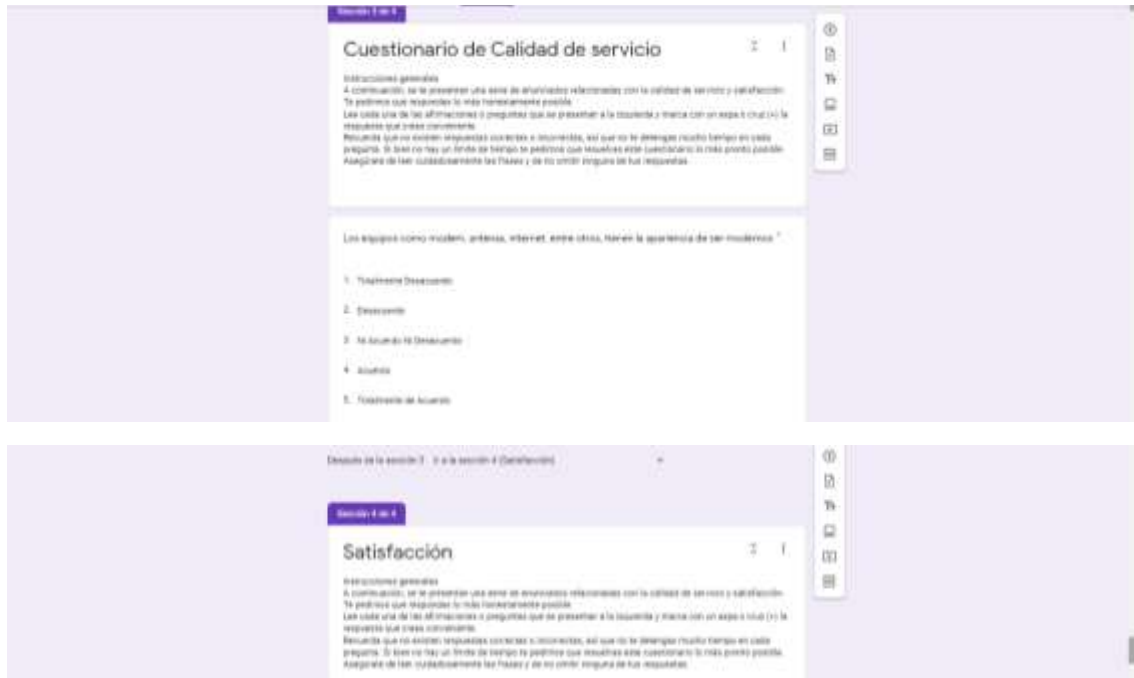 Sección 3 de 4
Cuestionario de Calidad de servicio
Instrucciones generales
A continuación, se le presentan una serie de enunciados relacionadas con la calidad de servicio y satisfacción.
Te pedimos que respondas lo más honestamente posible.
Lee cada una de las afirmaciones o preguntas que se presentan a la izquierda y marca con un aspa o cruz (+) la
respuesta que creas conveniente.
Recuerda que no existen respuestas correctas o incorrectas, así que no te detengas mucho tiempo en cada
pregunta. Si bien no hay un límite de tiempo te pedimos que resuelvas este cuestionario lo más pronto posible.
Asegúrate de leer cuidadosamente las frases y de no omitir ninguna de tus respuestas.
Los equipos como modem, antenas, internet, entre otros, tienen la apariencia de ser modernos *
1. Totalmente Desacuerdo
2. Desacuerdo
3. Ni Acuerdo Ni Desacuerdo
4. Acuerdo
5. Totalmente de Acuerdo
Después de la sección 3 Ir a la sección 4 (Satisfacción)
Sección 4 de 4
Satisfacción
Instrucciones generales
A continuación, se le presentan una serie de enunciados relacionadas con la calidad de servicio y satisfacción.
Te pedimos que respondas lo más honestamente posible.
Lee cada una de las afirmaciones o preguntas que se presentan a la izquierda y marca con un aspa o cruz (+) la
respuesta que creas conveniente.
Recuerda que no existen respuestas correctas o incorrectas, así que no te detengas mucho tiempo en cada
pregunta. Si bien no hay un límite de tiempo te pedimos que resuelvas este cuestionario lo más pronto posible.
Asegúrate de leer cuidadosamente las frases y de no omitir ninguna de tus respuestas.